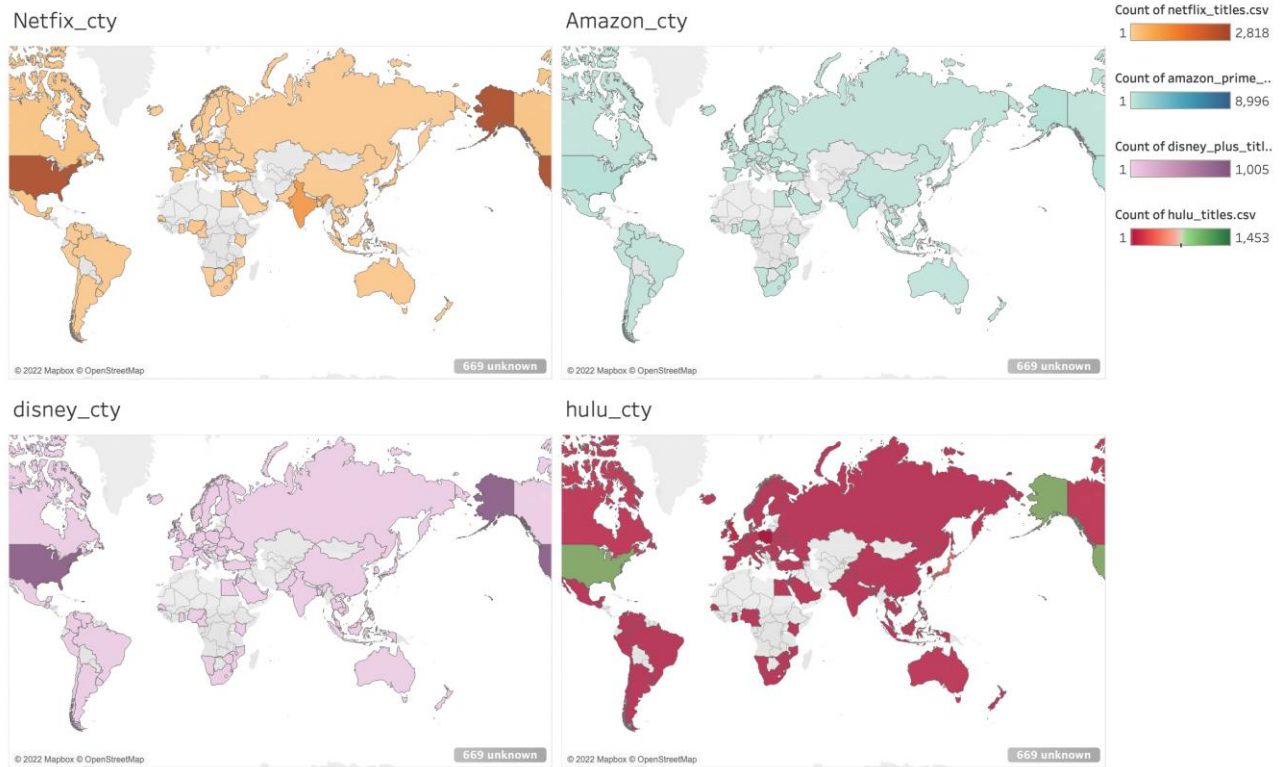 Netfix_cty
Amazon_cty
© 2022 Mapbox © OpenStreetMap
669 unknown
© 2022 Mapbox © OpenStreetMap
669 unknown
Count of netflix_titles.csv
1 2,818
Count of amazon_prime_..
1 8,996
Count of disney_plus_titl..
1 1,005
Count of hulu_titles.csv
1 1,453
disney_cty
hulu_cty
© 2022 Mapbox © OpenStreetMap
669 unknown
© 2022 Mapbox © OpenStreetMap
669 unknown